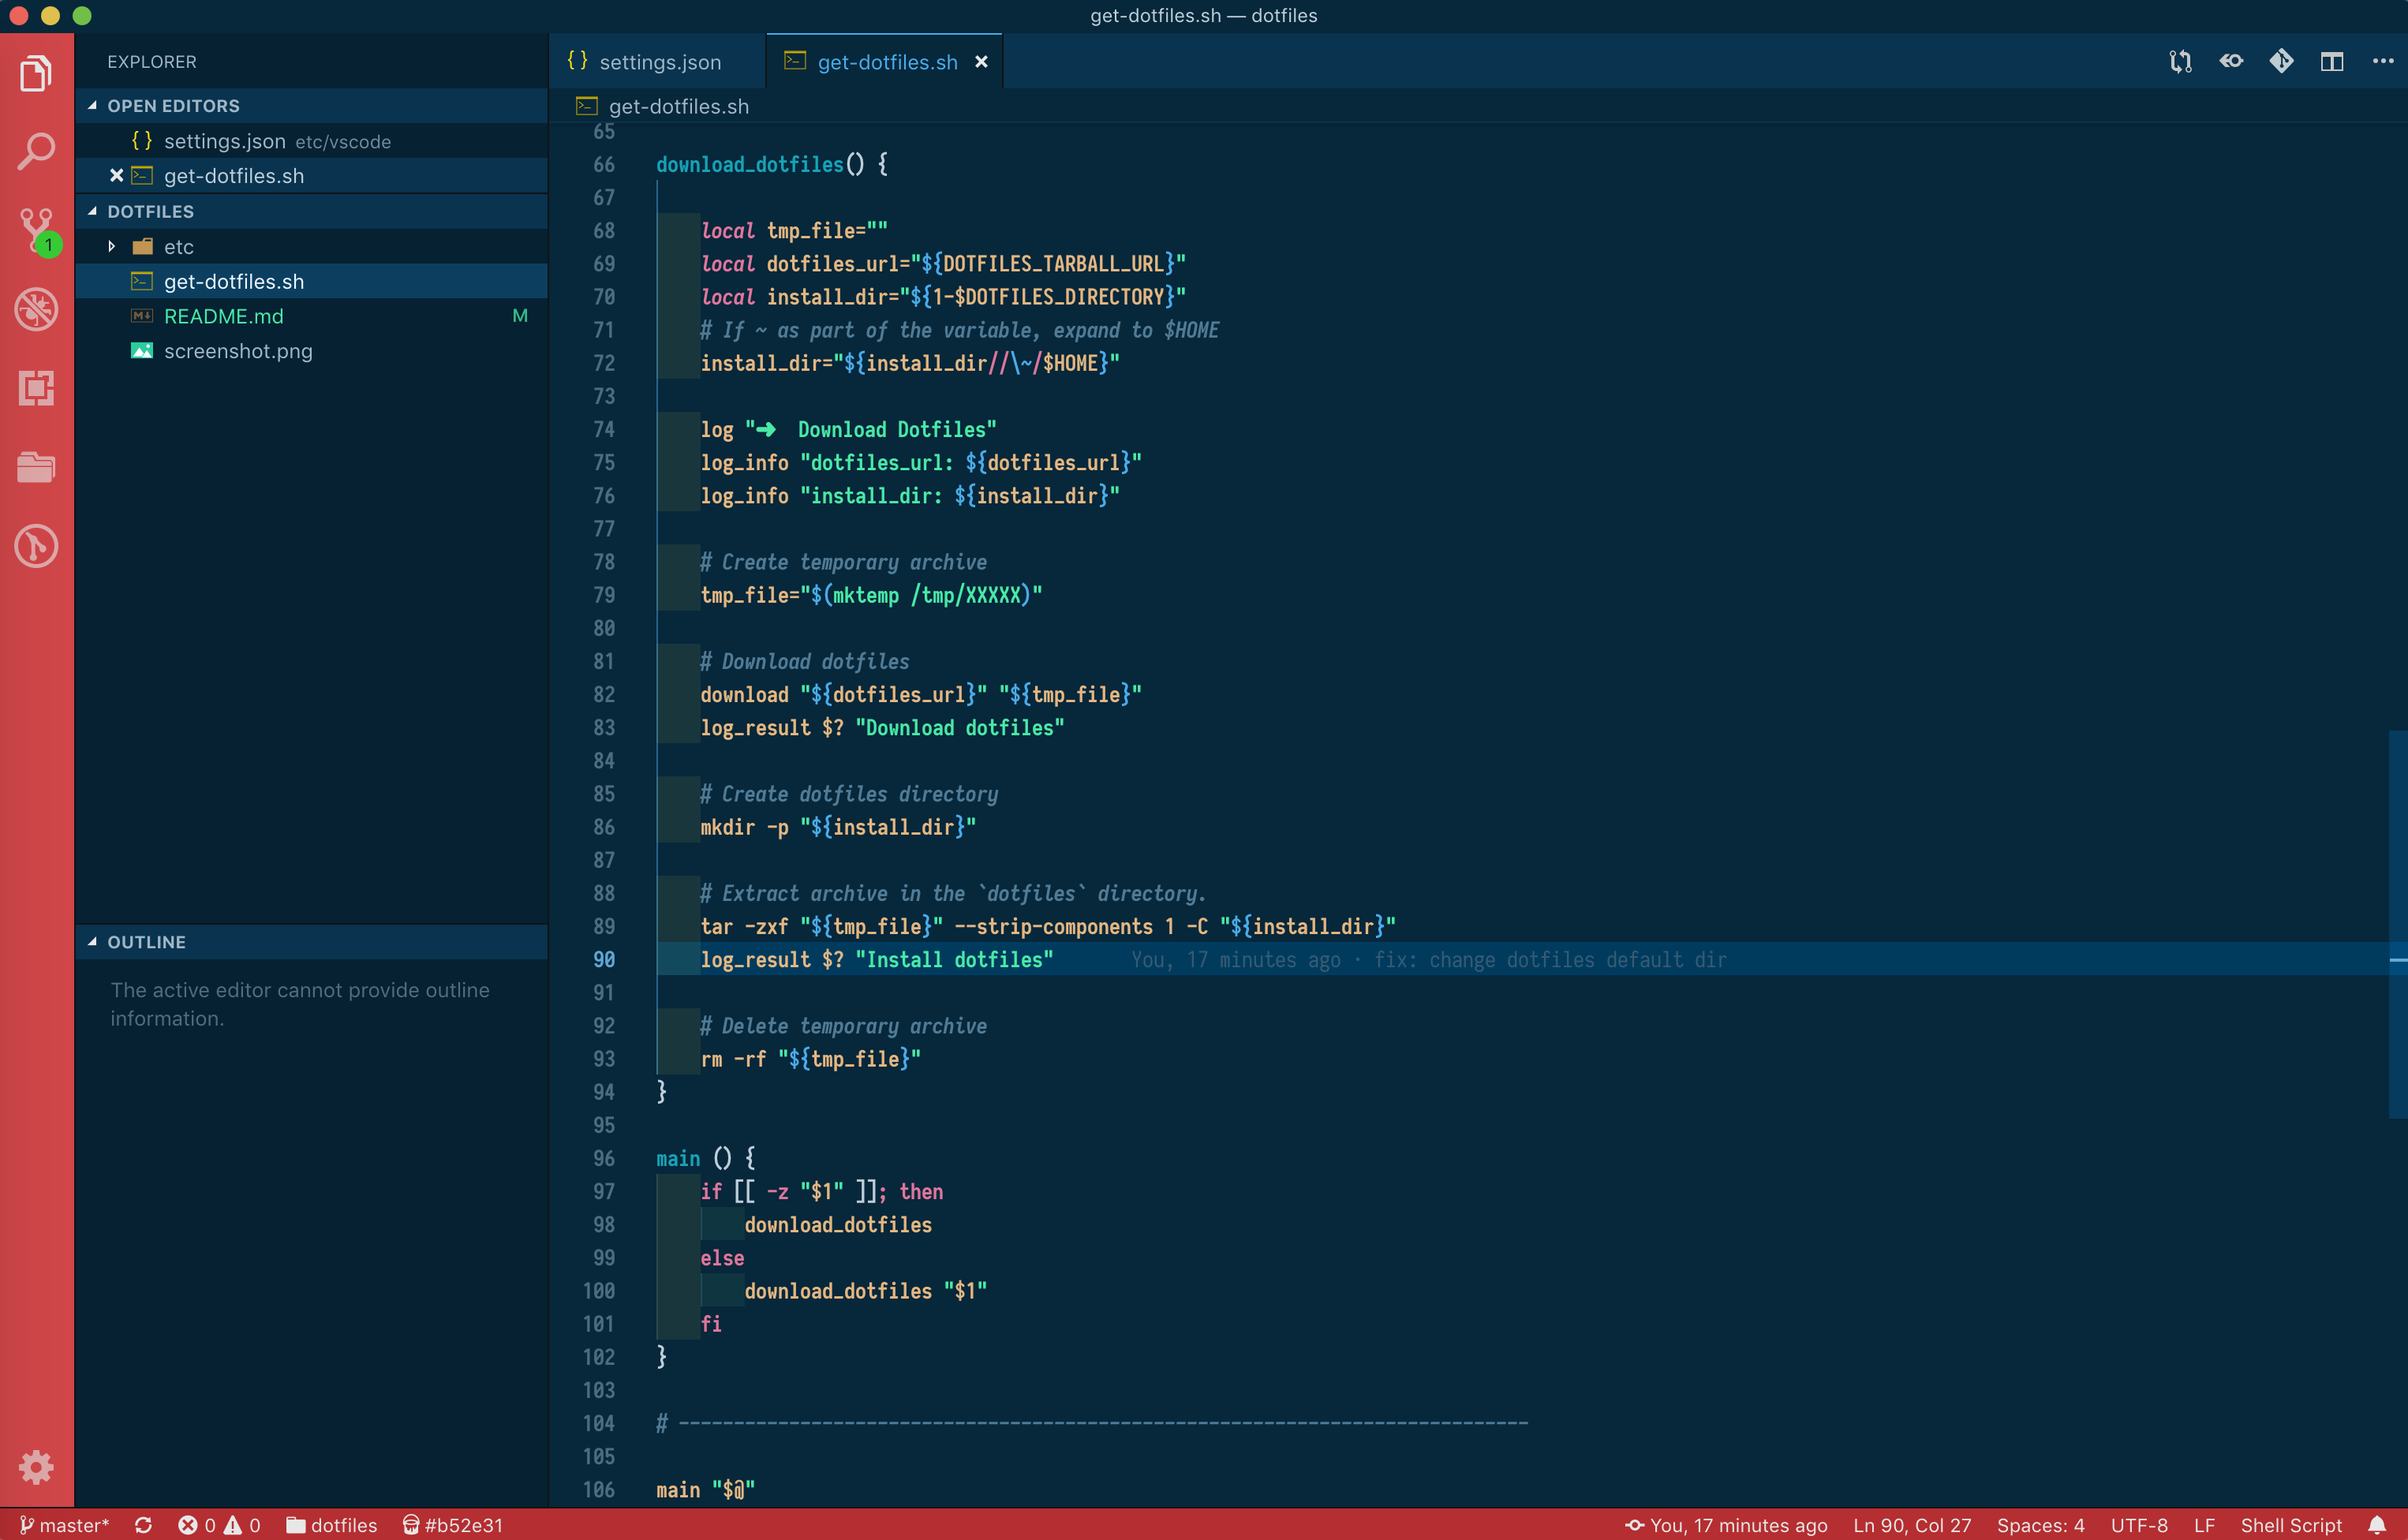 get-dotfiles.sh — dotfiles
EXPLORER
OPEN EDITORS
{ } settings.json etc/vscode
get-dotfiles.sh
DOTFILES
etc
get-dotfiles.sh
README.md M
screenshot.png
OUTLINE
The active editor cannot provide outline
information.
1
{ } settings.json
get-dotfiles.sh
get-dotfiles.sh
65
66 download_dotfiles() {
67
68 local tmp_file=""
69 local dotfiles_url="${DOTFILES_TARBALL_URL}"
70 local install_dir="${1-$DOTFILES_DIRECTORY}"
71 # If ~ as part of the variable, expand to $HOME
72 install_dir="${install_dir//\~/$HOME}"
73
74 log "➜  Download Dotfiles"
75 log_info "dotfiles_url: ${dotfiles_url}"
76 log_info "install_dir: ${install_dir}"
77
78 # Create temporary archive
79 tmp_file="$(mktemp /tmp/XXXXX)"
80
81 # Download dotfiles
82 download "${dotfiles_url}" "${tmp_file}"
83 log_result $? "Download dotfiles"
84
85 # Create dotfiles directory
86 mkdir -p "${install_dir}"
87
88 # Extract archive in the `dotfiles` directory.
89 tar -zxf "${tmp_file}" --strip-components 1 -C "${install_dir}"
90 log_result $? "Install dotfiles" You, 17 minutes ago · fix: change dotfiles default dir
91
92 # Delete temporary archive
93 rm -rf "${tmp_file}"
94 }
95
96 main () {
97 if [[ -z "$1" ]]; then
98 download_dotfiles
99 else
100 download_dotfiles "$1"
101 fi
102 }
103
104 # -----------------------------------------------------------------------------
105
106 main "$@"
master* 0 0 dotfiles #b52e31 You, 17 minutes ago Ln 90, Col 27 Spaces: 4 UTF-8 LF Shell Script